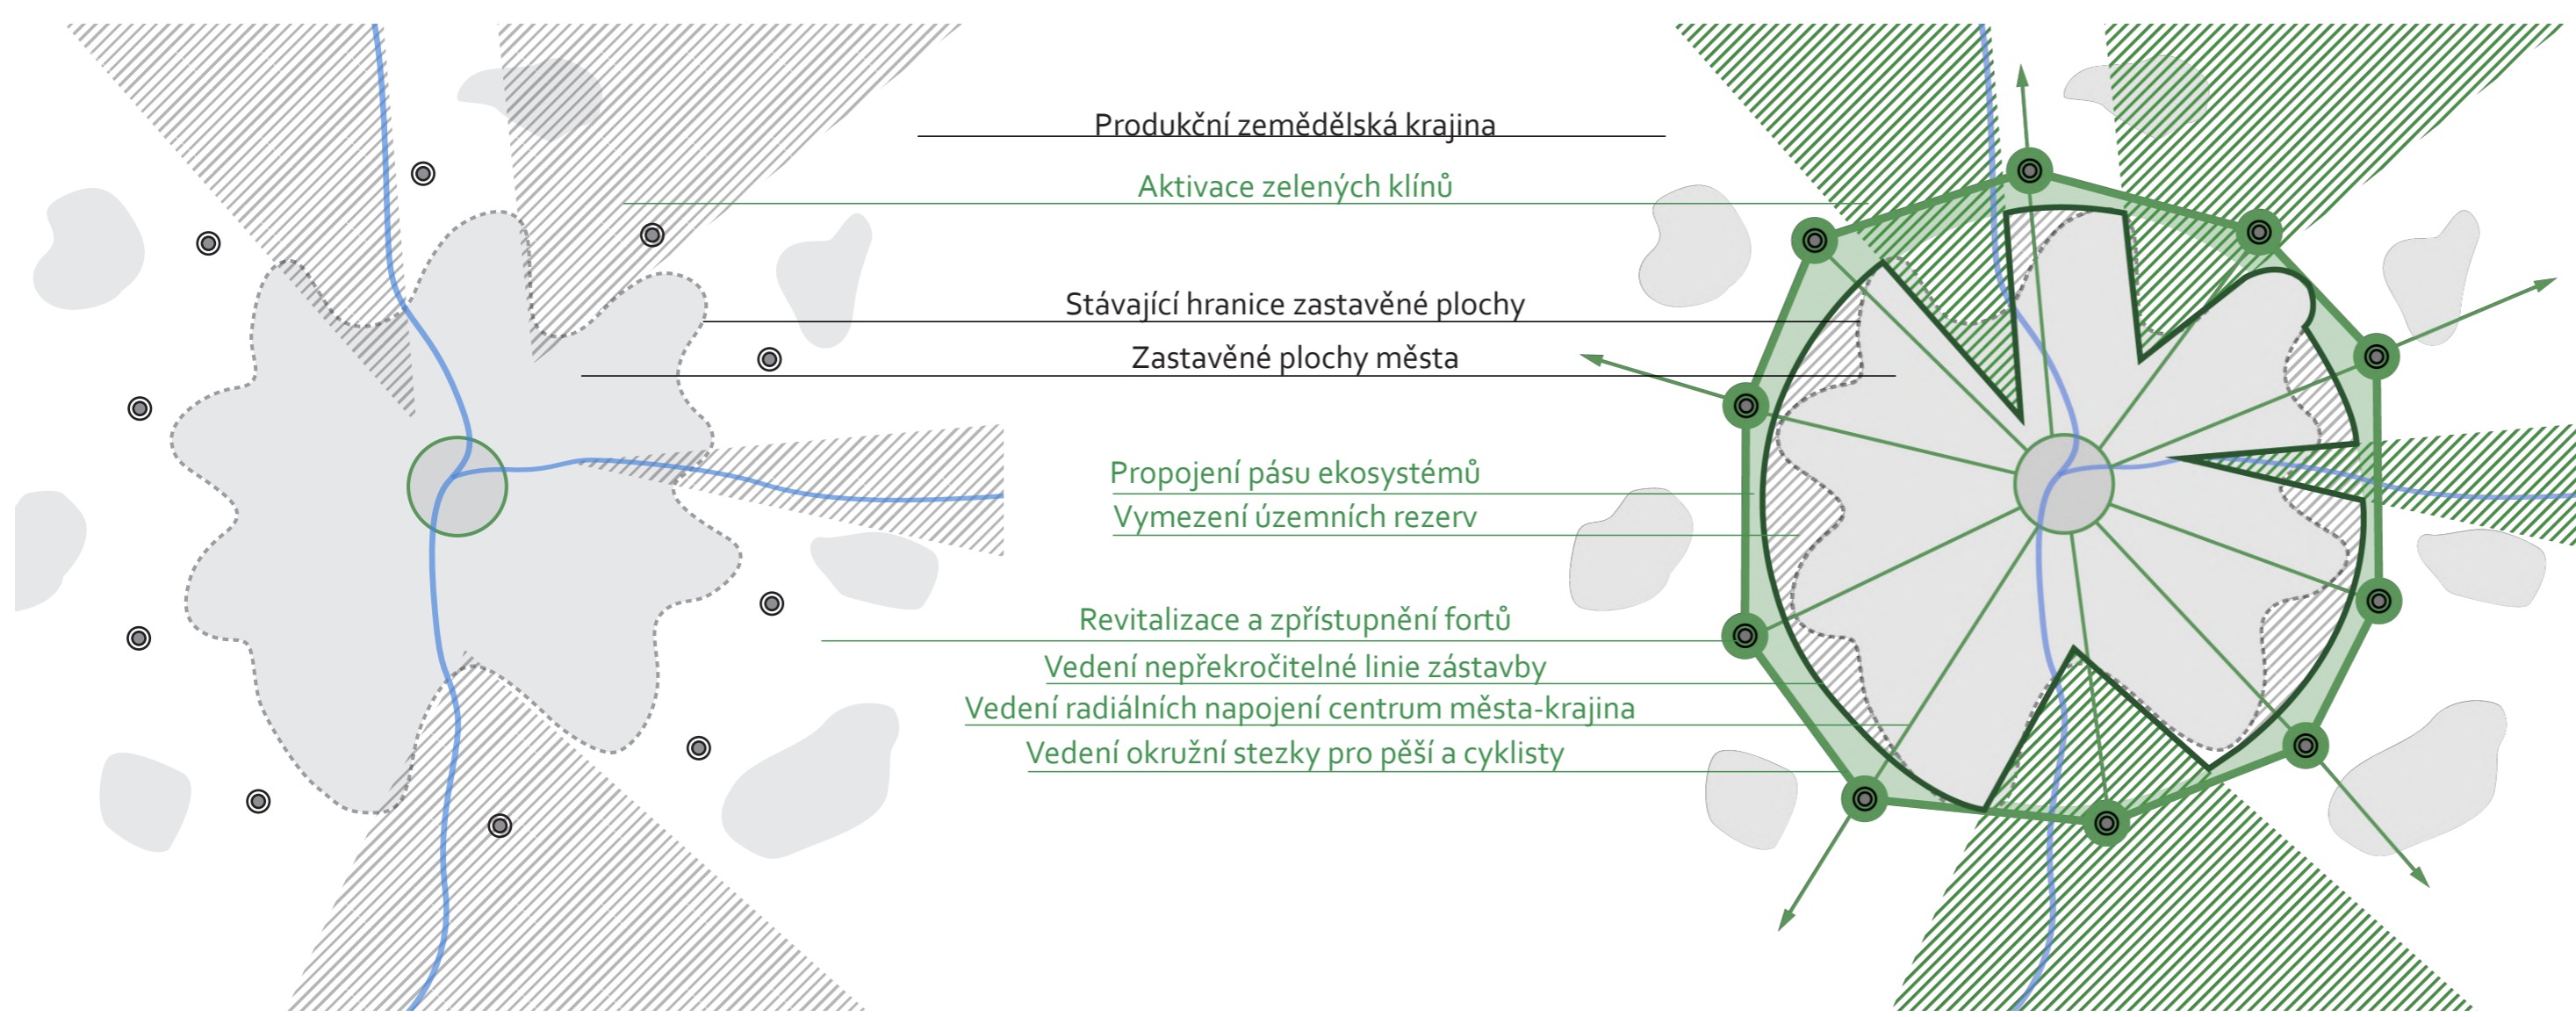 Produkční zemědělská krajina
Aktivace zelených klínů
Stávající hranice zastavěné plochy
Zastavěné plochy města
Propojení pásu ekosystémů
Vymezení územních rezerv
Revitalizace a zpřístupnění fortů
Vedení nepřekročitelné linie zástavby
Vedení radiálních napojení centrum města-krajina
Vedení okružní stezky pro pěší a cyklisty